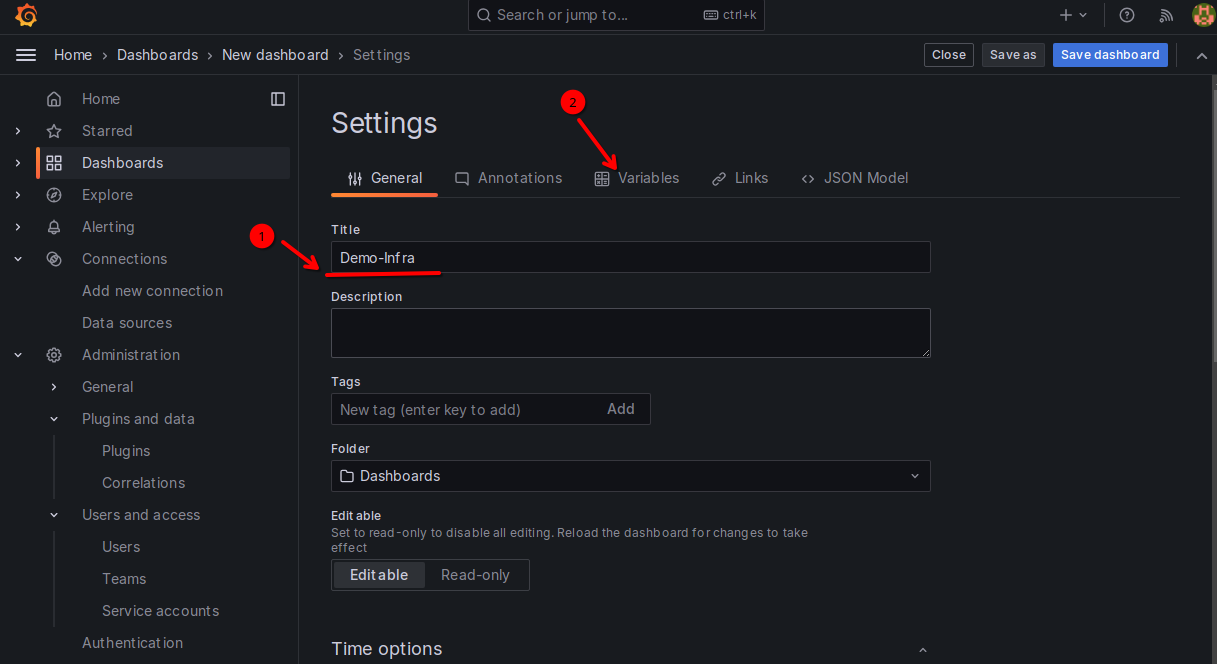 Search or jump to... ctrl+k
Home › Dashboards › New dashboard › Settings
Close Save as Save dashboard
Home
Starred
Dashboards
Explore
Alerting
Connections
Add new connection
Data sources
Administration
General
Plugins and data
Plugins
Correlations
Users and access
Users
Teams
Service accounts
Authentication
Settings
2
General Annotations Variables Links JSON Model
1
Title
Demo-Infra
Description
Tags
New tag (enter key to add) Add
Folder
Dashboards
Editable
Set to read-only to disable all editing. Reload the dashboard for changes to take
effect
Editable Read-only
Time options